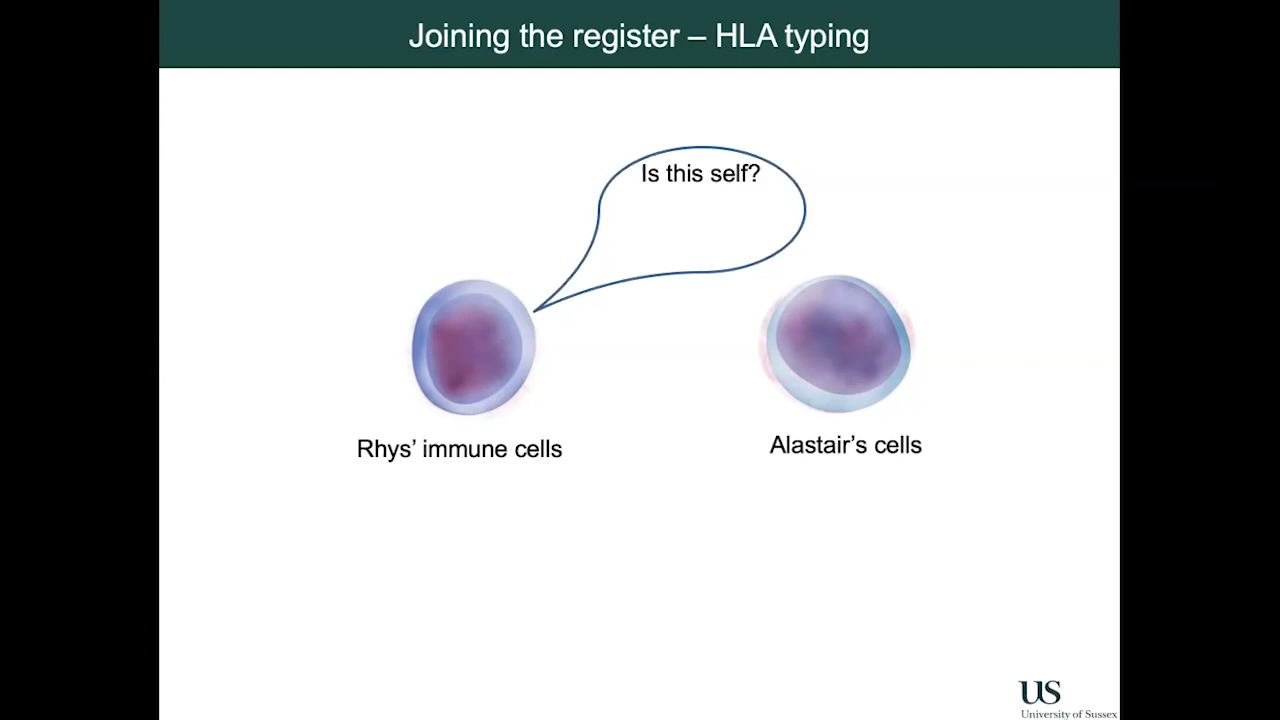 Joining the register – HLA typing
Is this self?
Rhys’ immune cells
Alastair’s cells
US
University of Sussex